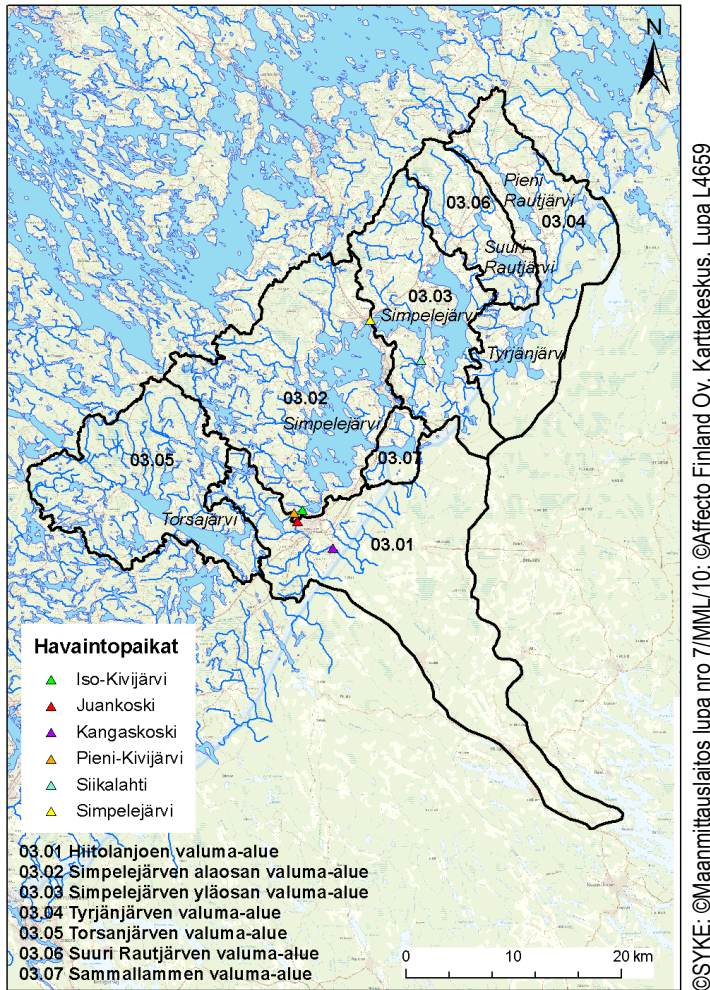 N
Pieni
Rautjärvi
03.06
03.04
Suuri
Rautjärvi
03.03
Simpelejärvi
Tyrjänjärvi
03.02
Simpelejärvi
03.05
03.07
Torsajärvi
03.01
Havaintopaikat
Iso-Kivijärvi
Juankoski
Kangaskoski
Pieni-Kivijärvi
Siikalahti
Simpelejärvi
03.01 Hiitolanjoen valuma-alue
03.02 Simpelejärven alaosan valuma-alue
03.03 Simpelejärven yläosan valuma-alue
03.04 Tyrjänjärven valuma-alue
03.05 Torsanjärven valuma-alue
03.06 Suuri Rautjärven valuma-alue
03.07 Sammallammen valuma-alue
0 10 20 km
©SYKE: ©Maanmittauslaitos lupa nro 7/MML/10: ©Affecto Finland Oy, Karttakeskus, Lupa L4659